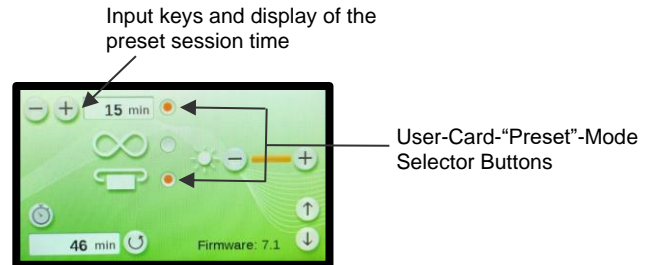 Input keys and display of the
preset session time
15 min
User-Card-“Preset”-Mode
Selector Buttons
46 min
Firmware: 7.1